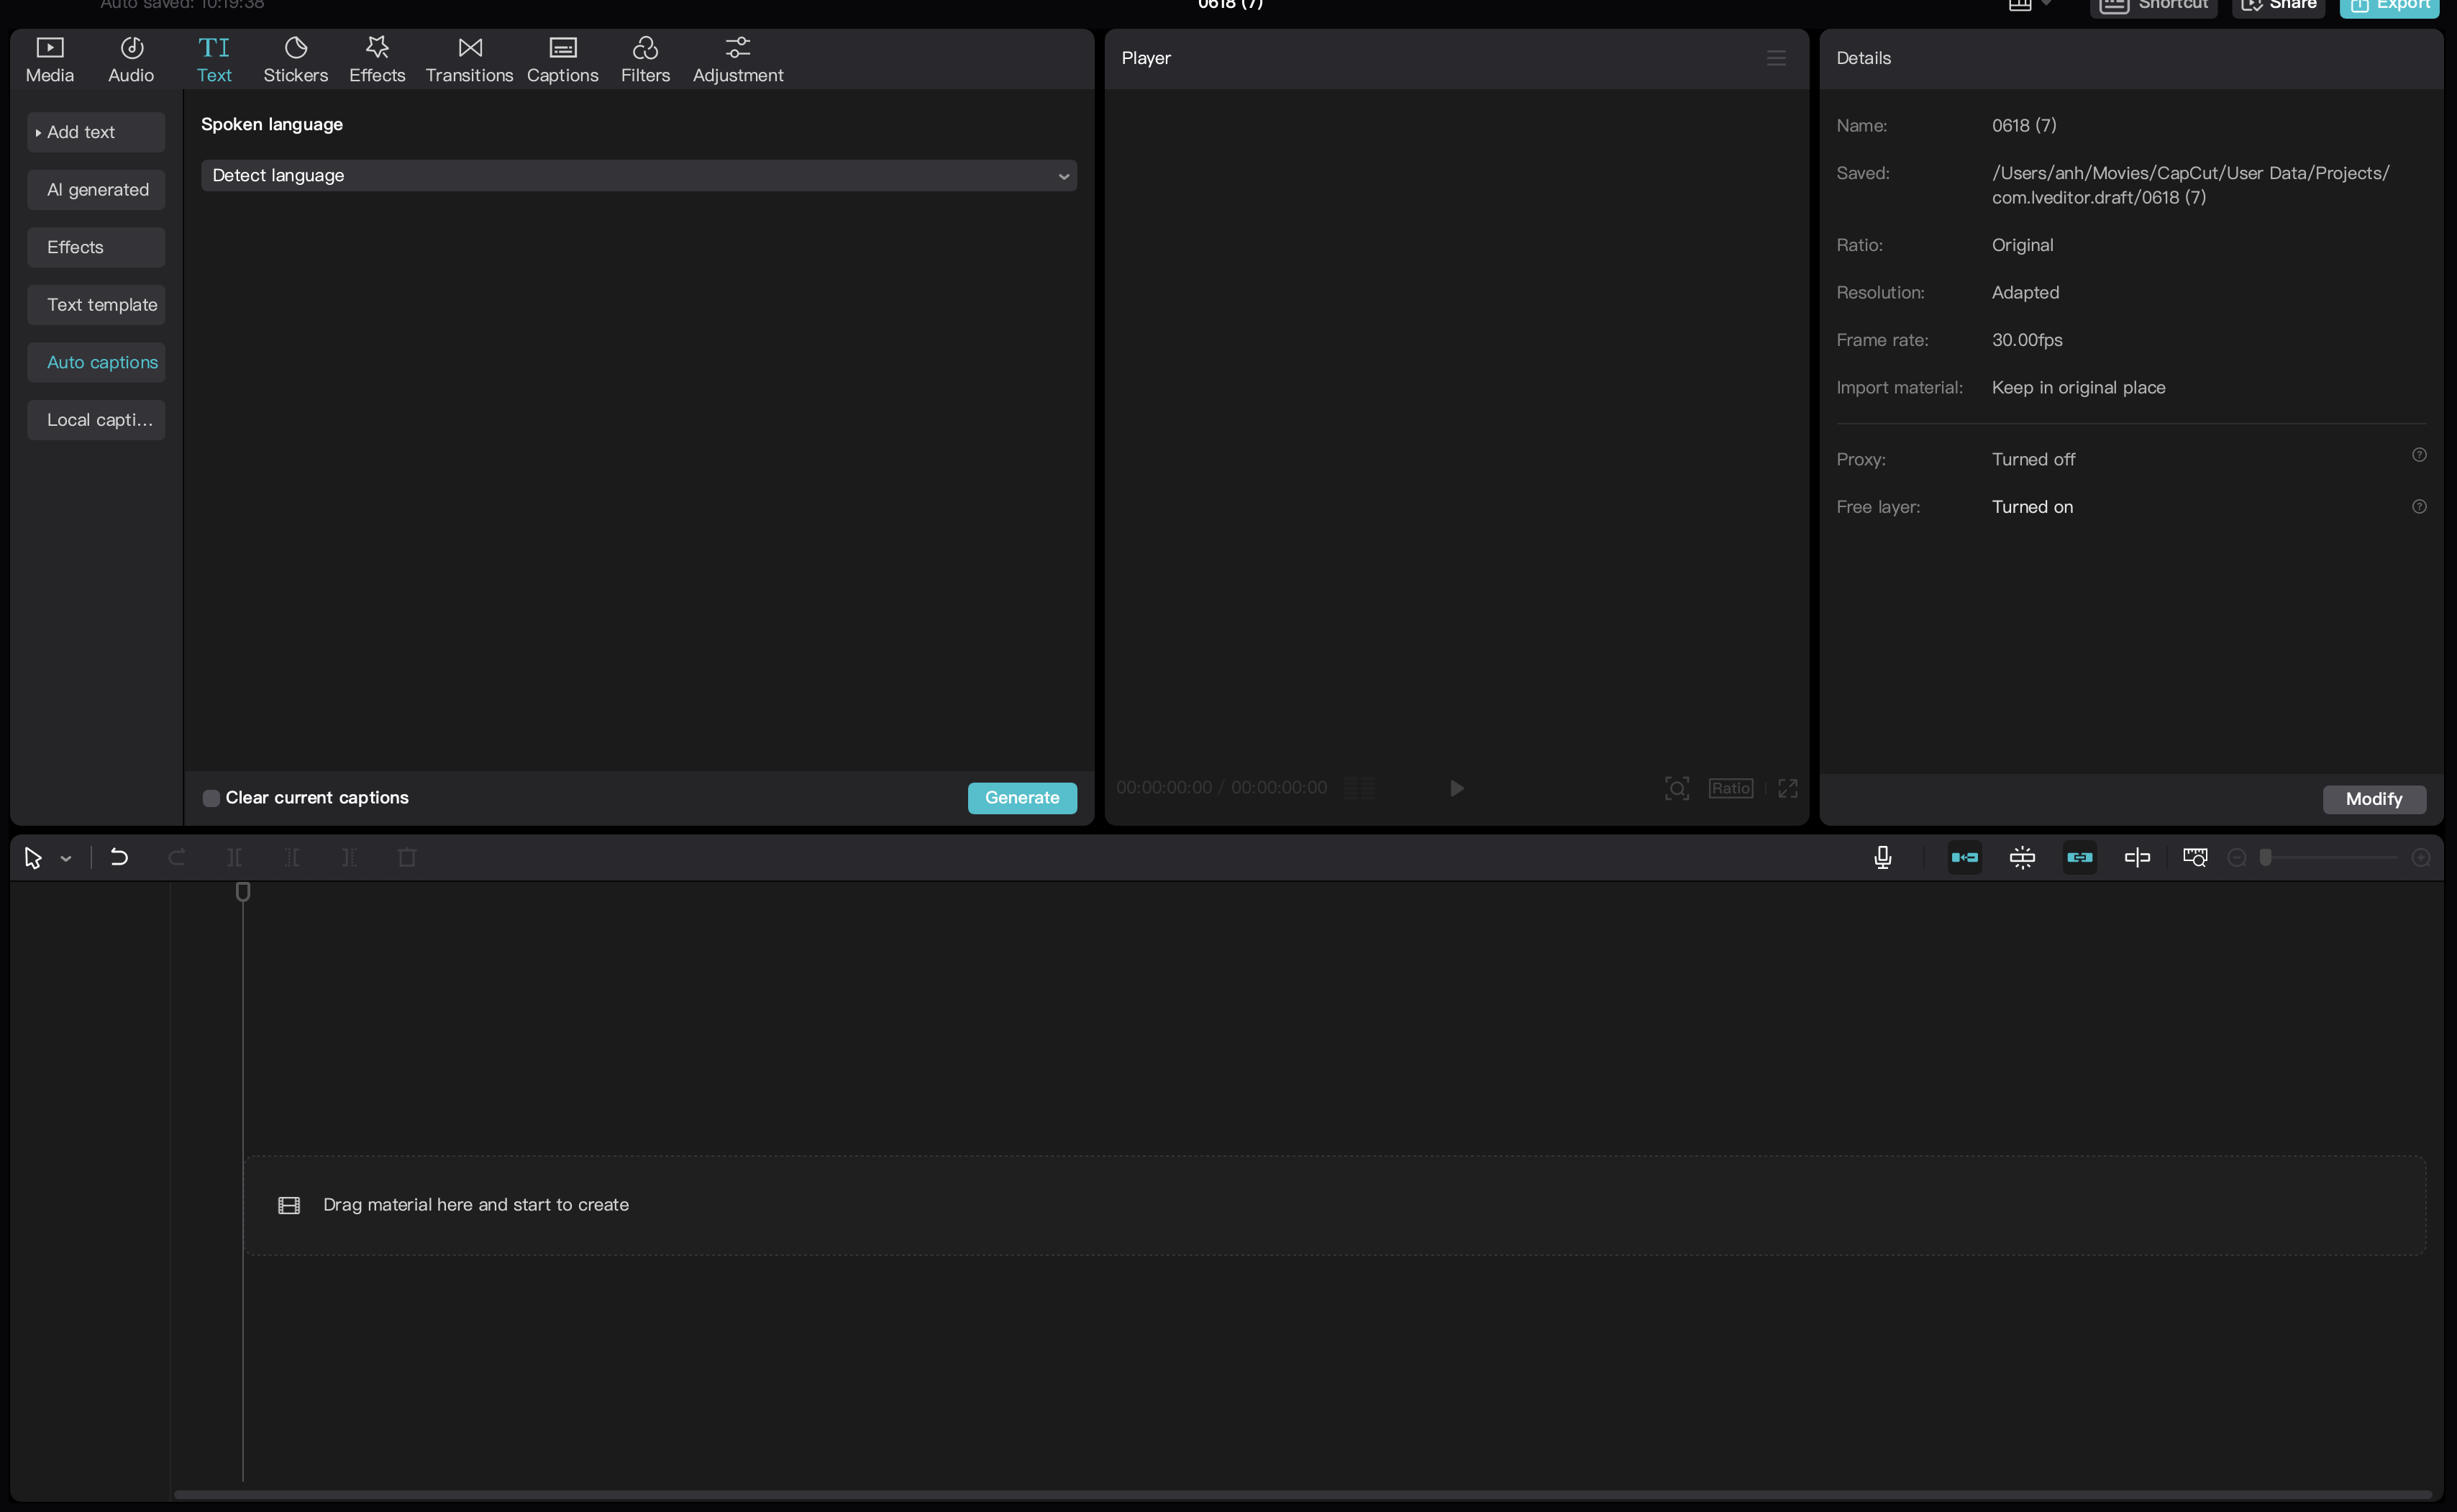 Auto saved: 10:19:38
0618 (7)
Shortcut
Share
Export
Media
Audio
TI
Text
Stickers
Effects
Transitions
Captions
Filters
Adjustment
Add text
AI generated
Effects
Text template
Auto captions
Local capti...
Spoken language
Detect language
Clear current captions
Generate
Player
00:00:00:00 / 00:00:00:00
Ratio
Details
Name: 0618 (7)
Saved: /Users/anh/Movies/CapCut/User Data/Projects/
com.lveditor.draft/0618 (7)
Ratio: Original
Resolution: Adapted
Frame rate: 30.00fps
Import material: Keep in original place
Proxy: Turned off
Free layer: Turned on
Modify
Drag material here and start to create